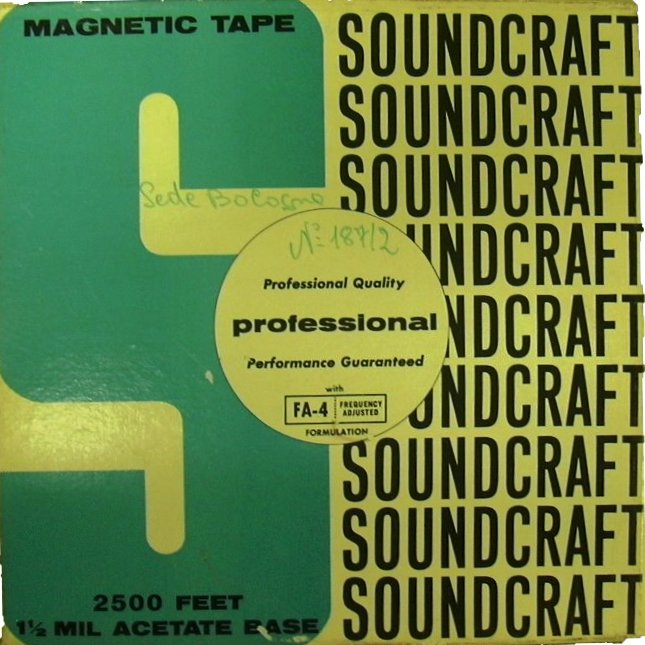 MAGNETIC TAPE
SOUNDCRAFT
SOUNDCRAFT
SOUNDCRAFT
SOUNDCRAFT
SOUNDCRAFT
SOUNDCRAFT
SOUNDCRAFT
SOUNDCRAFT
SOUNDCRAFT
Sede Bologna
N° 187/2
Professional Quality
professional
Performance Guaranteed
with
FA-4 FREQUENCY ADJUSTED
FORMULATION
2500 FEET
1½ MIL ACETATE BASE